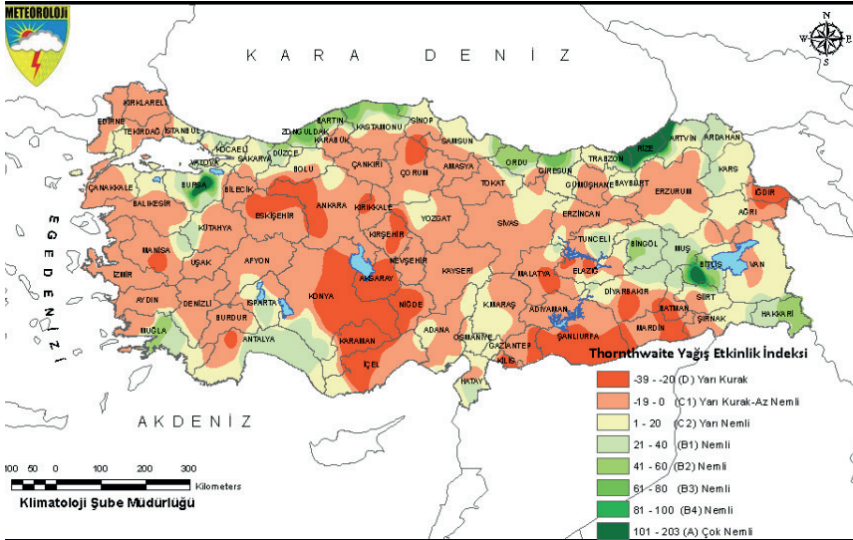 METEOROLOJİ
KARA DENİZ
N
W
E
S
KIRKLARELİ
EDİRNE
TEKİRDAĞ
İSTANBUL
KOCAELİ
YALOVA
SAKARYA
DÜZCE
ZONGULDAK
BARTIN
KARABÜK
KASTAMONU
SİNOP
SAMSUN
ORDU
GİRESUN
TRABZON
RİZE
ARTVİN
ARDAHAN
KARS
BOLU
ÇANKIRI
ÇORUM
AMASYA
TOKAT
GÜMÜŞHANE
BAYBURT
ERZURUM
IĞDIR
AĞRI
ÇANAKKALE
BURSA
BİLECİK
BALIKESİR
ESKİŞEHİR
ANKARA
KIRIKKALE
YOZGAT
SİVAS
ERZİNCAN
KÜTAHYA
KIRŞEHİR
TUNCELİ
BİNGÖL
MUŞ
BİTLİS
VAN
MANİSA
UŞAK
AFYON
NEVŞEHİR
KAYSERİ
MALATYA
ELAZIĞ
İZMİR
AKSARAY
KONYA
NİĞDE
DİYARBAKIR
SİİRT
AYDIN
DENİZLİ
ISPARTA
BURDUR
K.MARAŞ
ADIYAMAN
BATMAN
MARDİN
ŞIRNAK
HAKKARİ
MUĞLA
ANTALYA
KARAMAN
İÇEL
ADANA
OSMANİYE
GAZİANTEP
KİLİS
ŞANLIURFA
HATAY
EGEDENİZİ
AKDENİZ
Thornthwaite Yağış Etkinlik İndeksi
-39 - -20 (D) Yarı Kurak
-19 - 0 (C1) Yarı Kurak-Az Nemli
1 - 20 (C2) Yarı Nemli
21 - 40 (B1) Nemli
41 - 60 (B2) Nemli
61 - 80 (B3) Nemli
81 - 100 (B4) Nemli
101 - 203 (A) Çok Nemli
100 50 0 100 200 300
Kilometers
Klimatoloji Şube Müdürlüğü